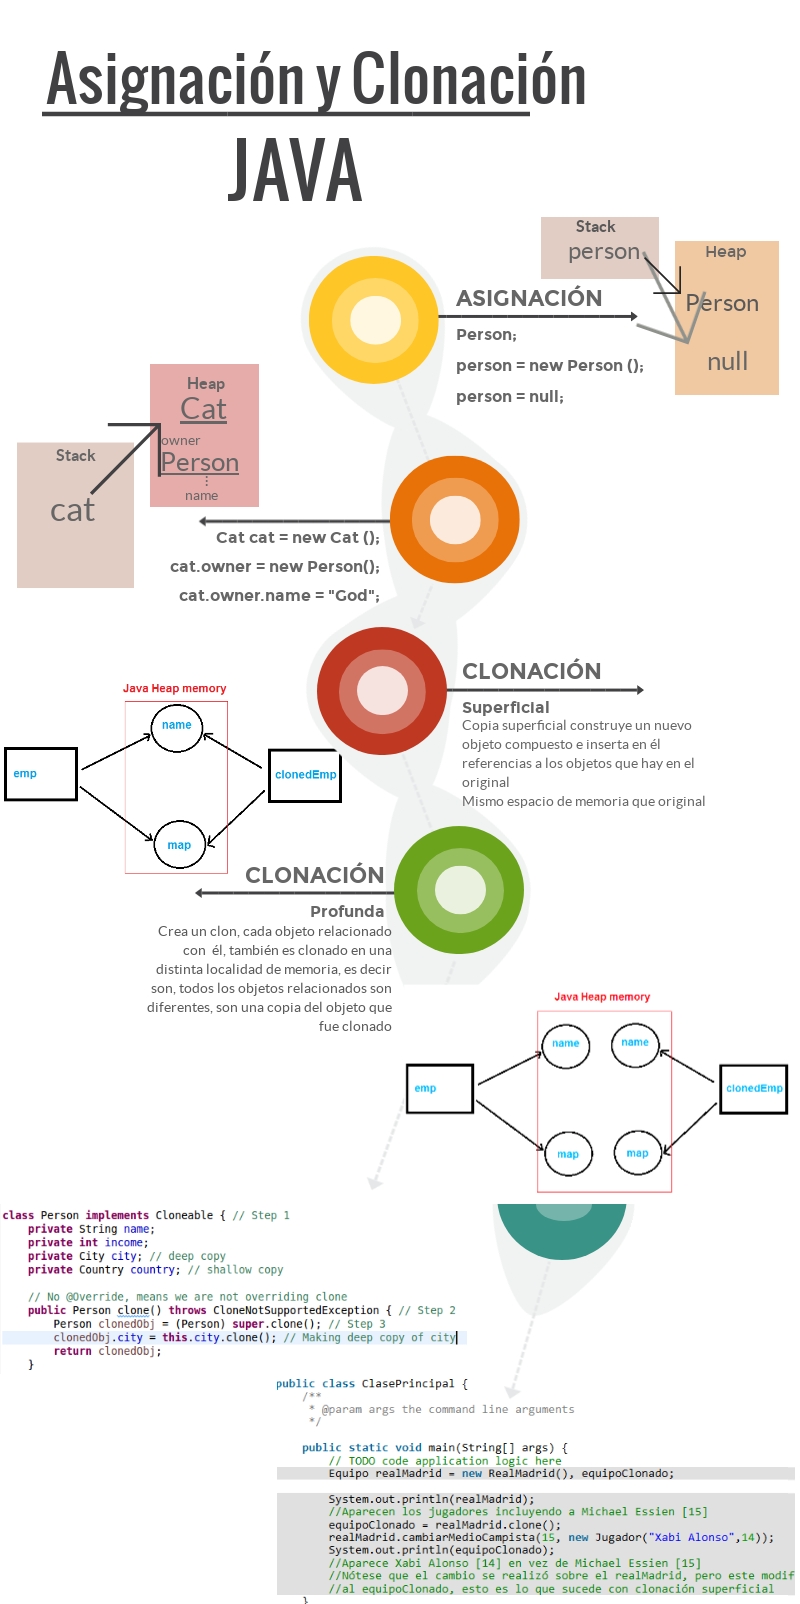 Asignación y Clonación
JAVA
Stack
person
Heap
Person
null
ASIGNACIÓN
Person;
person = new Person ();
person = null;
Heap
Cat
owner
Person
name
Stack
cat
Cat cat = new Cat ();
cat.owner = new Person();
cat.owner.name = "God";
CLONACIÓN
Superficial
Copia superficial construye un nuevo
objeto compuesto e inserta en él
referencias a los objetos que hay en el
original
Mismo espacio de memoria que original
Java Heap memory
name
emp
clonedEmp
map
CLONACIÓN
Profunda
Crea un clon, cada objeto relacionado
con él, también es clonado en una
distinta localidad de memoria, es decir
son, todos los objetos relacionados son
diferentes, son una copia del objeto que
fue clonado
Java Heap memory
name name
emp clonedEmp
map map
class Person implements Cloneable { // Step 1
private String name;
private int income;
private City city; // deep copy
private Country country; // shallow copy
// No @Override, means we are not overriding clone
public Person clone() throws CloneNotSupportedException { // Step 2
Person clonedObj = (Person) super.clone(); // Step 3
clonedObj.city = this.city.clone(); // Making deep copy of city
return clonedObj;
}
public class ClasePrincipal {
/**
* @param args the command line arguments
*/
public static void main(String[] args) {
// TODO code application logic here
Equipo realMadrid = new RealMadrid(), equipoClonado;
System.out.println(realMadrid);
//Aparecen los jugadores incluyendo a Michael Essien [15]
equipoClonado = realMadrid.clone();
realMadrid.cambiarMedioCampista(15, new Jugador("Xabi Alonso",14));
System.out.println(equipoClonado);
//Aparece Xabi Alonso [14] en vez de Michael Essien [15]
//Nótese que el cambio se realizó sobre el realMadrid, pero este modif
//al equipoClonado, esto es lo que sucede con clonación superficial
}